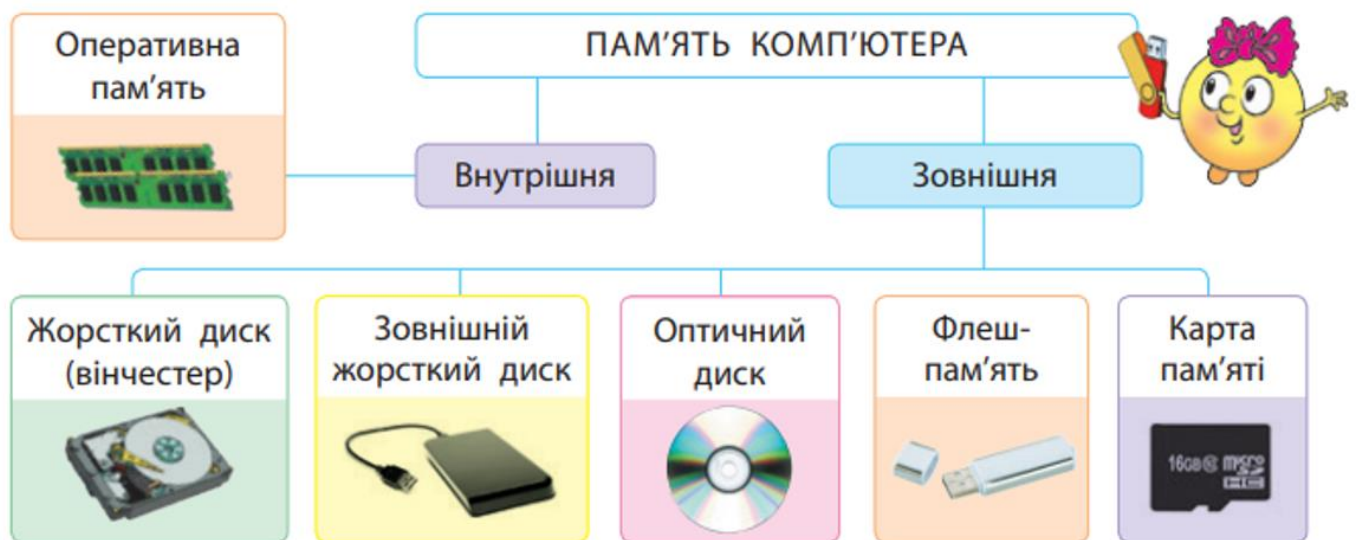 Оперативна
пам’ять
ПАМ’ЯТЬ КОМП’ЮТЕРА
Внутрішня
Зовнішня
Жорсткий диск
(вінчестер)
Зовнішній
жорсткий диск
Оптичний
диск
Флеш-
пам’ять
Карта
пам’яті
16GB
micro